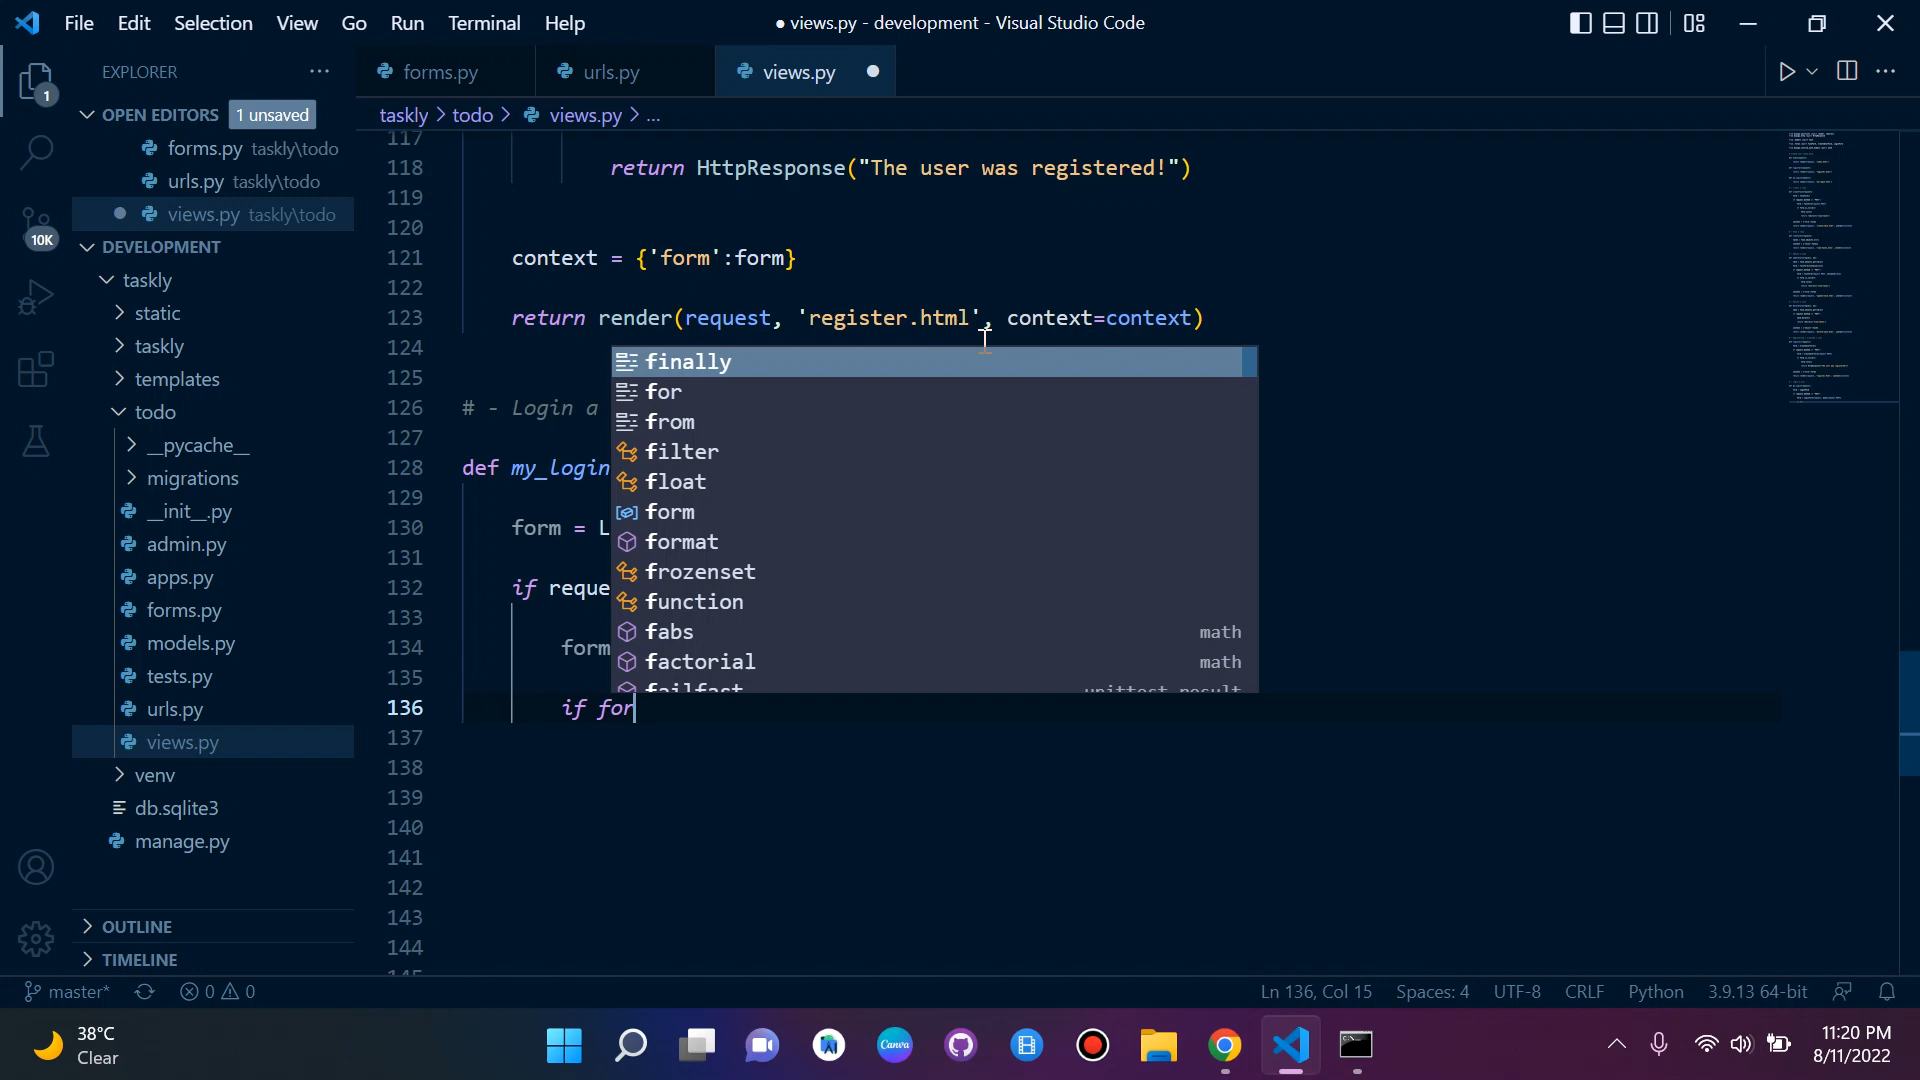 File Edit Selection View Go Run Terminal Help
● views.py - development - Visual Studio Code
EXPLORER ...
forms.py urls.py views.py
OPEN EDITORS 1 unsaved
forms.py taskly\todo
urls.py taskly\todo
views.py taskly\todo
DEVELOPMENT
taskly
static
taskly
templates
todo
__pycache__
migrations
__init__.py
admin.py
apps.py
forms.py
models.py
tests.py
urls.py
views.py
venv
db.sqlite3
manage.py
OUTLINE
TIMELINE
1
10K
taskly > todo > views.py > ...
117
118 return HttpResponse("The user was registered!")
119
120
121 context = {'form':form}
122
123 return render(request, 'register.html', context=context)
124
125
126 # - Login a
127
128 def my_login
129
130 form = L
131
132 if reque
133
134 form
135
136 if for
137
138
139
140
141
142
143
144
finally
for
from
filter
float
form
format
frozenset
function
fabs math
factorial math
failfast unittest.result
master* 0 0 Ln 136, Col 15 Spaces: 4 UTF-8 CRLF Python 3.9.13 64-bit
38°C
Clear
Canva
11:20 PM
8/11/2022